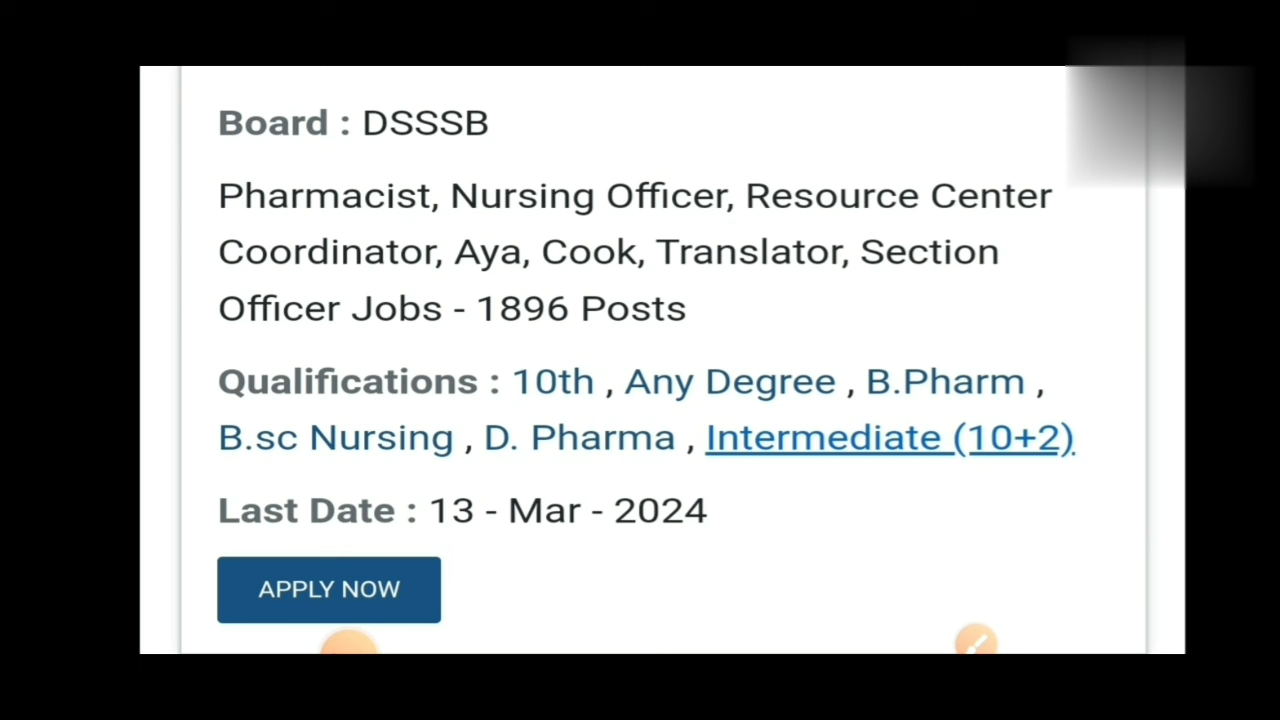 Board : DSSSB
Pharmacist, Nursing Officer, Resource Center
Coordinator, Aya, Cook, Translator, Section
Officer Jobs - 1896 Posts
Qualifications : 10th , Any Degree , B.Pharm ,
B.sc Nursing , D. Pharma , Intermediate (10+2)
Last Date : 13 - Mar - 2024
APPLY NOW